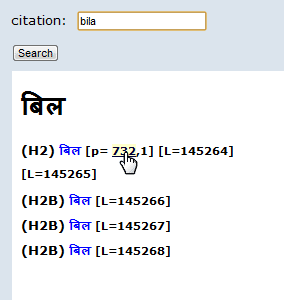 citation: bila
Search
बिल
(H2) बिल [p= 732,1] [L=145264]
[L=145265]
(H2B) बिल [L=145266]
(H2B) बिल [L=145267]
(H2B) बिल [L=145268]